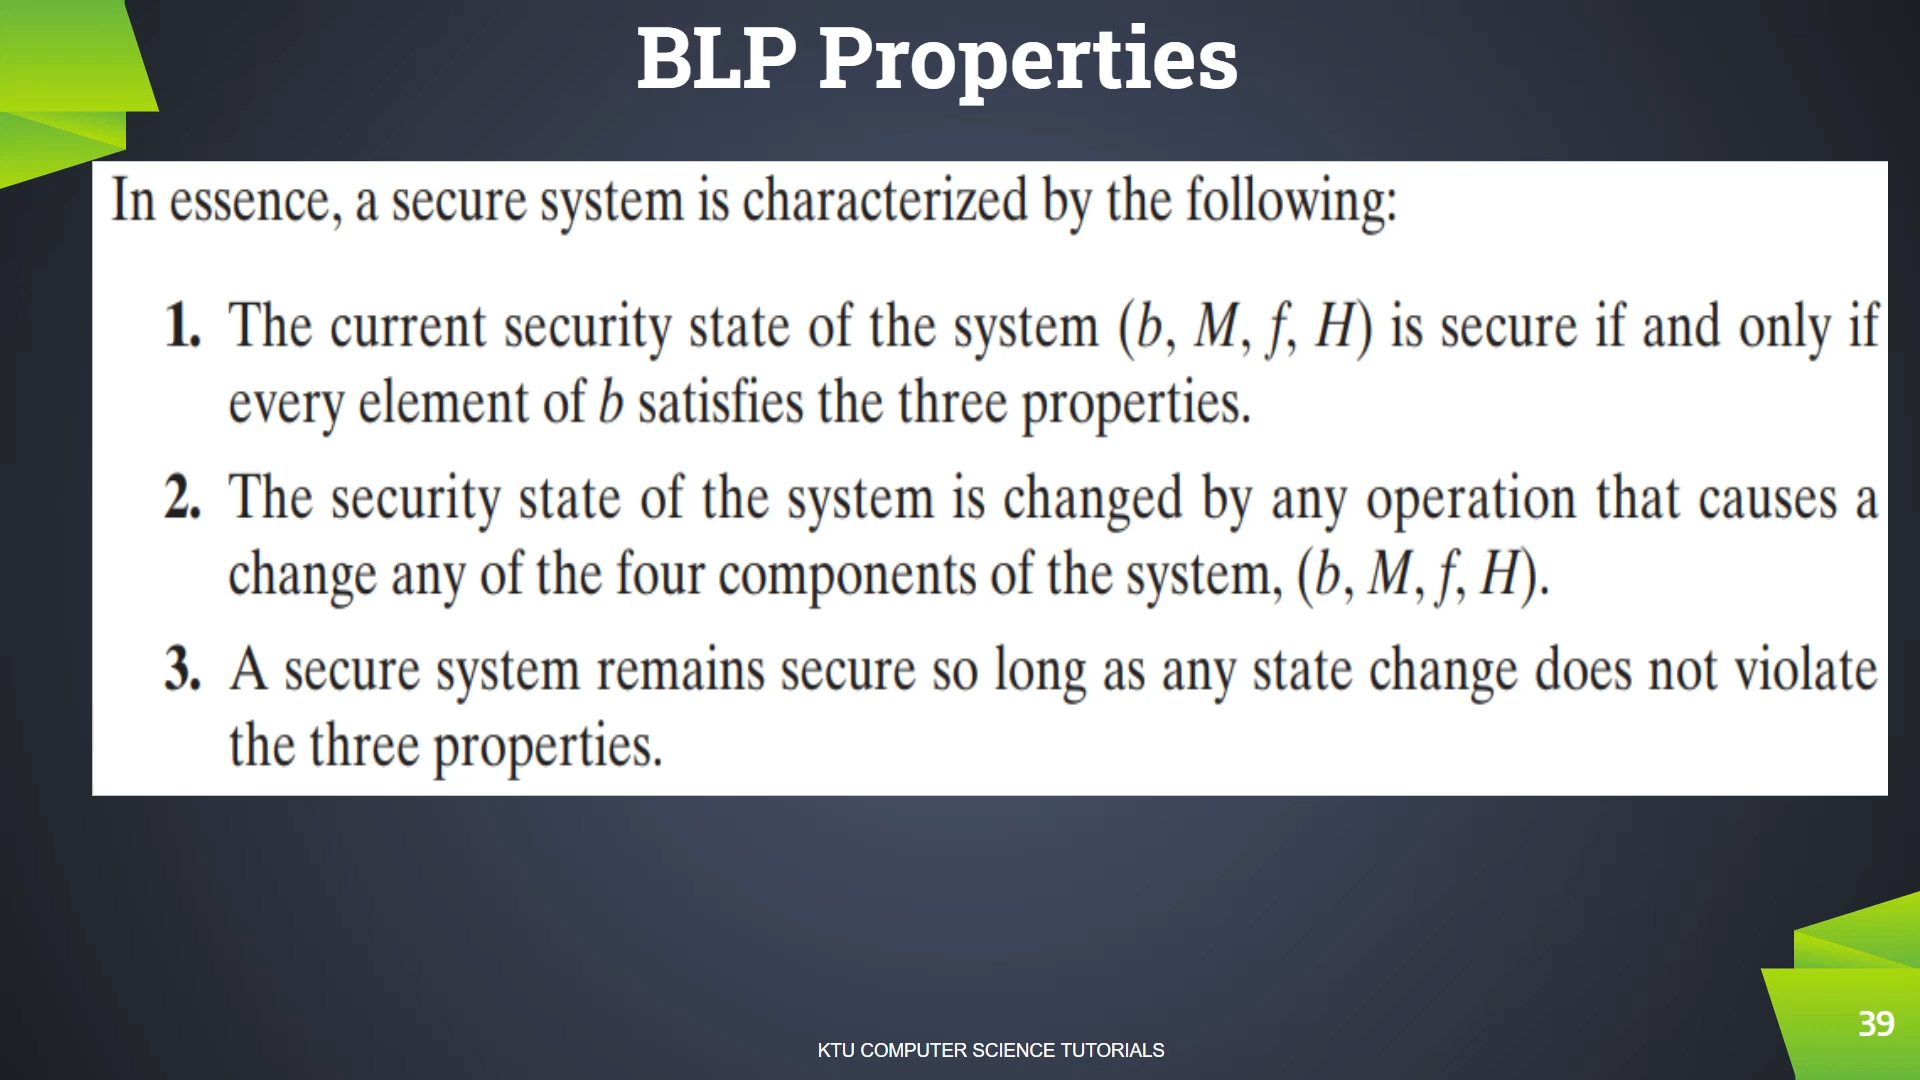 BLP Properties
In essence, a secure system is characterized by the following:
1. The current security state of the system (b, M, f, H) is secure if and only if
every element of b satisfies the three properties.
2. The security state of the system is changed by any operation that causes a
change any of the four components of the system, (b, M, f, H).
3. A secure system remains secure so long as any state change does not violate
the three properties.
39
KTU COMPUTER SCIENCE TUTORIALS